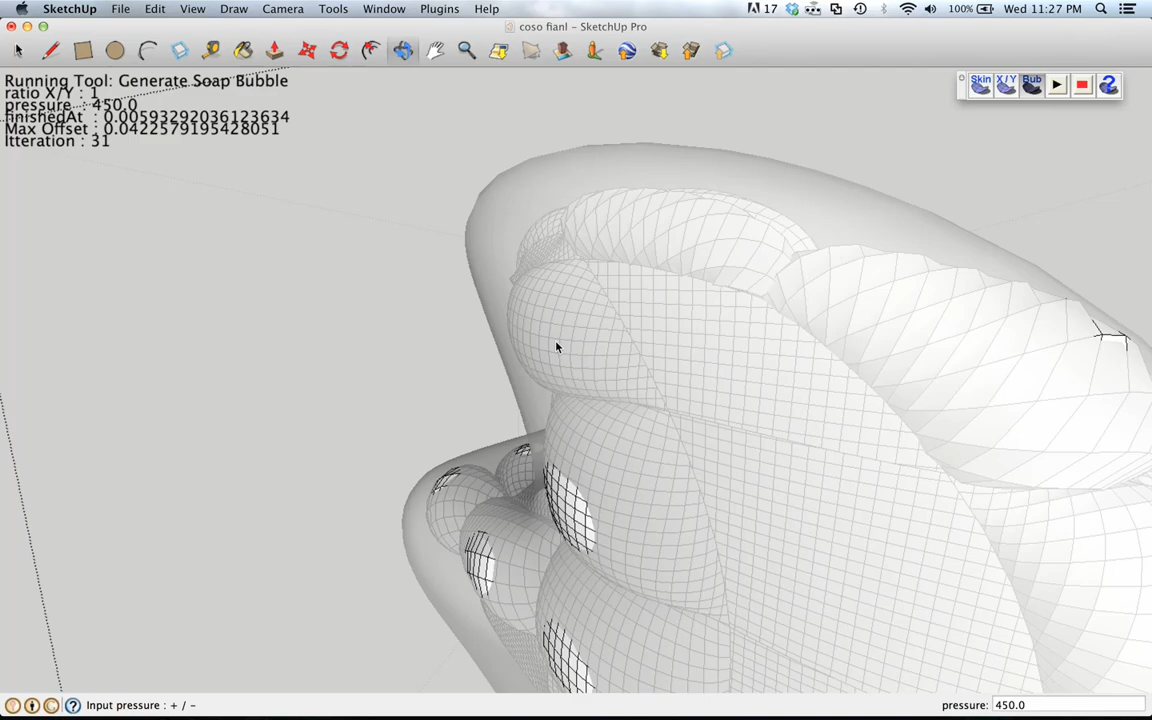 SketchUp File Edit View Draw Camera Tools Window Plugins Help
17 100% Wed 11:27 PM
coso fianl – SketchUp Pro
Skin X/Y Bub
Running Tool: Generate Soap Bubble
ratio X/Y : 1
pressure : 450.0
finishedAt : 0.00593292036123634
Max Offset : 0.0422579195428051
Itteration : 31
Input pressure : + / -
pressure: 450.0